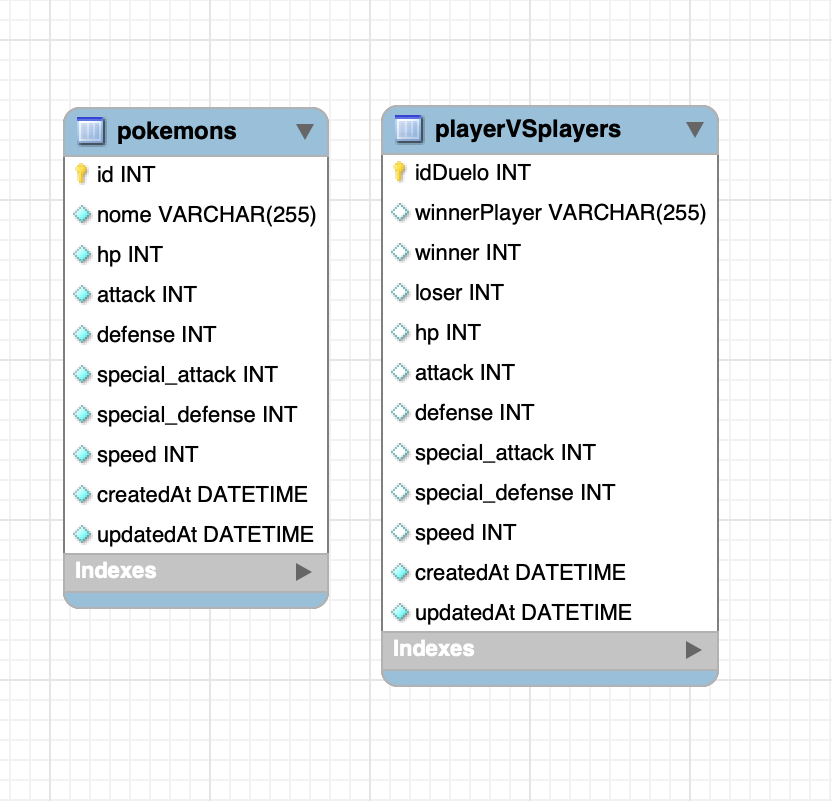 pokemons
id INT
nome VARCHAR(255)
hp INT
attack INT
defense INT
special_attack INT
special_defense INT
speed INT
createdAt DATETIME
updatedAt DATETIME
Indexes
playerVSplayers
idDuelo INT
winnerPlayer VARCHAR(255)
winner INT
loser INT
hp INT
attack INT
defense INT
special_attack INT
special_defense INT
speed INT
createdAt DATETIME
updatedAt DATETIME
Indexes